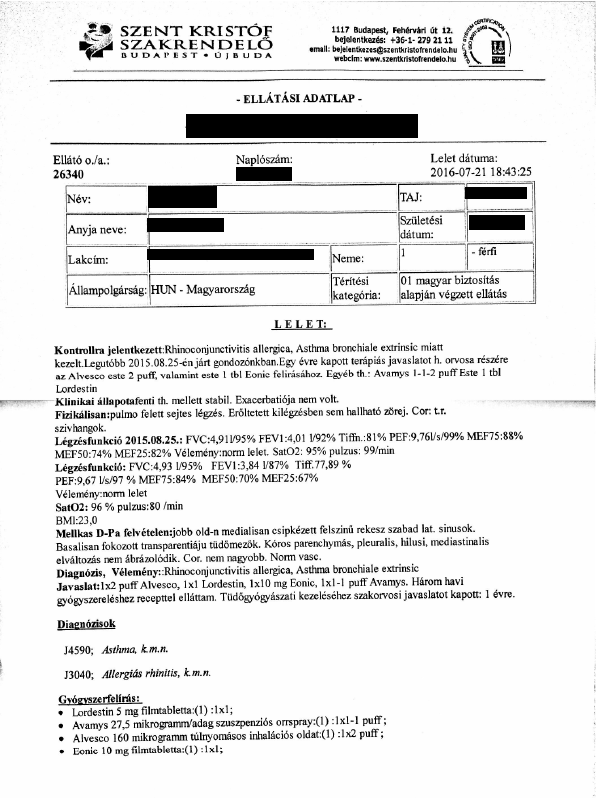 SZENT KRISTÓF
SZAKRENDELŐ
BUDAPEST • ÚJBUDA
1117 Budapest, Fehérvári út 12.
bejelentkezés: +36-1- 279 21 11
email: bejelentkezes@szentkristofrendelo.hu
webcím: www.szentkristofrendelo.hu
- ELLÁTÁSI ADATLAP -
Ellátó o./a.: Naplószám: Lelet dátuma:
26340 2016-07-21 18:43:25
Név: TAJ:
Anyja neve: Születési dátum:
Lakcím: Neme: 1 - férfi
Állampolgárság: HUN - Magyarország Térítési kategória: 01 magyar biztosítás alapján végzett ellátás
LELET:
Kontrollra jelentkezett:Rhinoconjunctivitis allergica, Asthma bronchiale extrinsic miatt
kezelt.Legutóbb 2015.08.25-én járt gondozónkban.Egy évre kapott terápiás javaslatot h. orvosa részére
az Alvesco este 2 puff, valamint este 1 tbl Eonic felírásához. Egyéb th.: Avamys 1-1-2 puff Este 1 tbl
Lordestin
Klinikai állapotafenti th. mellett stabil. Exacerbatiója nem volt.
Fizikálisan:pulmo felett sejtes légzés. Erőltetett kilégzésben sem hallható zörej. Cor: t.r.
szivhangok.
Légzésfunkció 2015.08.25.: FVC:4,91l/95% FEV1:4,01 l/92% Tiffn.:81% PEF:9,76l/s/99% MEF75:88%
MEF50:74% MEF25:82% Vélemény:norm lelet. SatO2: 95% pulzus: 99/min
Légzésfunkció: FVC:4,93 l/95% FEV1:3,84 l/87% Tiff.77,89 %
PEF:9,67 l/s/97 % MEF75:84% MEF50:70% MEF25:67%
Vélemény:norm lelet
SatO2: 96 % pulzus:80 /min
BMI:23,0
Mellkas D-Pa felvételen:jobb old-n medialisan csipkézett felszinű rekesz szabad lat. sinusok.
Basalisan fokozott transparentiáju tüdőmezők. Kóros parenchymás, pleuralis, hilusi, mediastinalis
elváltozás nem ábrázolódik. Cor. nem nagyobb. Norm vasc.
Diagnózis, Vélemény::Rhinoconjunctivitis allergica, Asthma bronchiale extrinsic
Javaslat:1x2 puff Alvesco, 1x1 Lordestin, 1x10 mg Eonic, 1x1-1 puff Avamys. Három havi
gyógyszereléshez recepttel elláttam. Tüdőgyógyászati kezeléséhez szakorvosi javaslatot kapott: 1 évre.
Diagnózisok
J4590; Asthma, k.m.n.
J3040; Allergiás rhinitis, k.m.n.
Gyógyszerfelírás:
• Lordestin 5 mg filmtabletta:(1) :1x1;
• Avamys 27,5 mikrogramm/adag szuszpenziós orrspray:(1) :1x1-1 puff;
• Alvesco 160 mikrogramm túlnyomásos inhalációs oldat:(1) :1x2 puff;
• Eonic 10 mg filmtabletta:(1) :1x1;